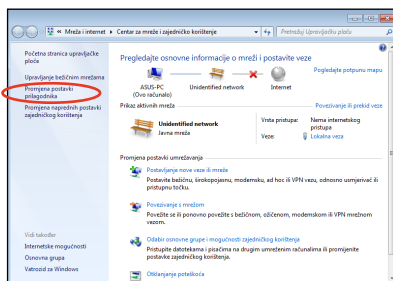 « Mreža i internet ▸ Centar za mreže i zajedničko korištenje
Pretražuj Upravljačku ploču
Početna stranica upravljačke
ploča
Upravljanje bežičnim mrežama
Promjena postavki
prilagodnika
Promjena naprednih postavki
zajedničkog korištenja
Vidi također
Internetske mogućnosti
Osnovna grupa
Vatrozid za Windows
Pregledajte osnovne informacije o mreži i postavite veze
Pogledajte potpunu mapu
ASUS-PC
(Ovo računalo)
Unidentified network
Internet
Prikaz aktivnih mreža
Povezivanje ili prekid veze
Unidentified network
Javna mreža
Vrsta pristupa: Nema internetskog
pristupa
Veze: Lokalna veza
Promjena postavki umrežavanja
Postavljanje nove veze ili mreže
Postavite bežičnu, širokopojasnu, modemsku, ad hoc ili VPN vezu, odnosno usmjerivač ili
pristupnu točku.
Povezivanje s mrežom
Povežite se ili ponovno povežite s bežičnom, ožičenom, modemskom ili VPN mrežnom
vezom.
Odabir osnovne grupe i mogućnosti zajedničkog korištenja
Pristupite datotekama i pisačima na drugim umreženim računalima ili promijenite
postavke zajedničkog korištenja.
Otklanjanje poteškoća